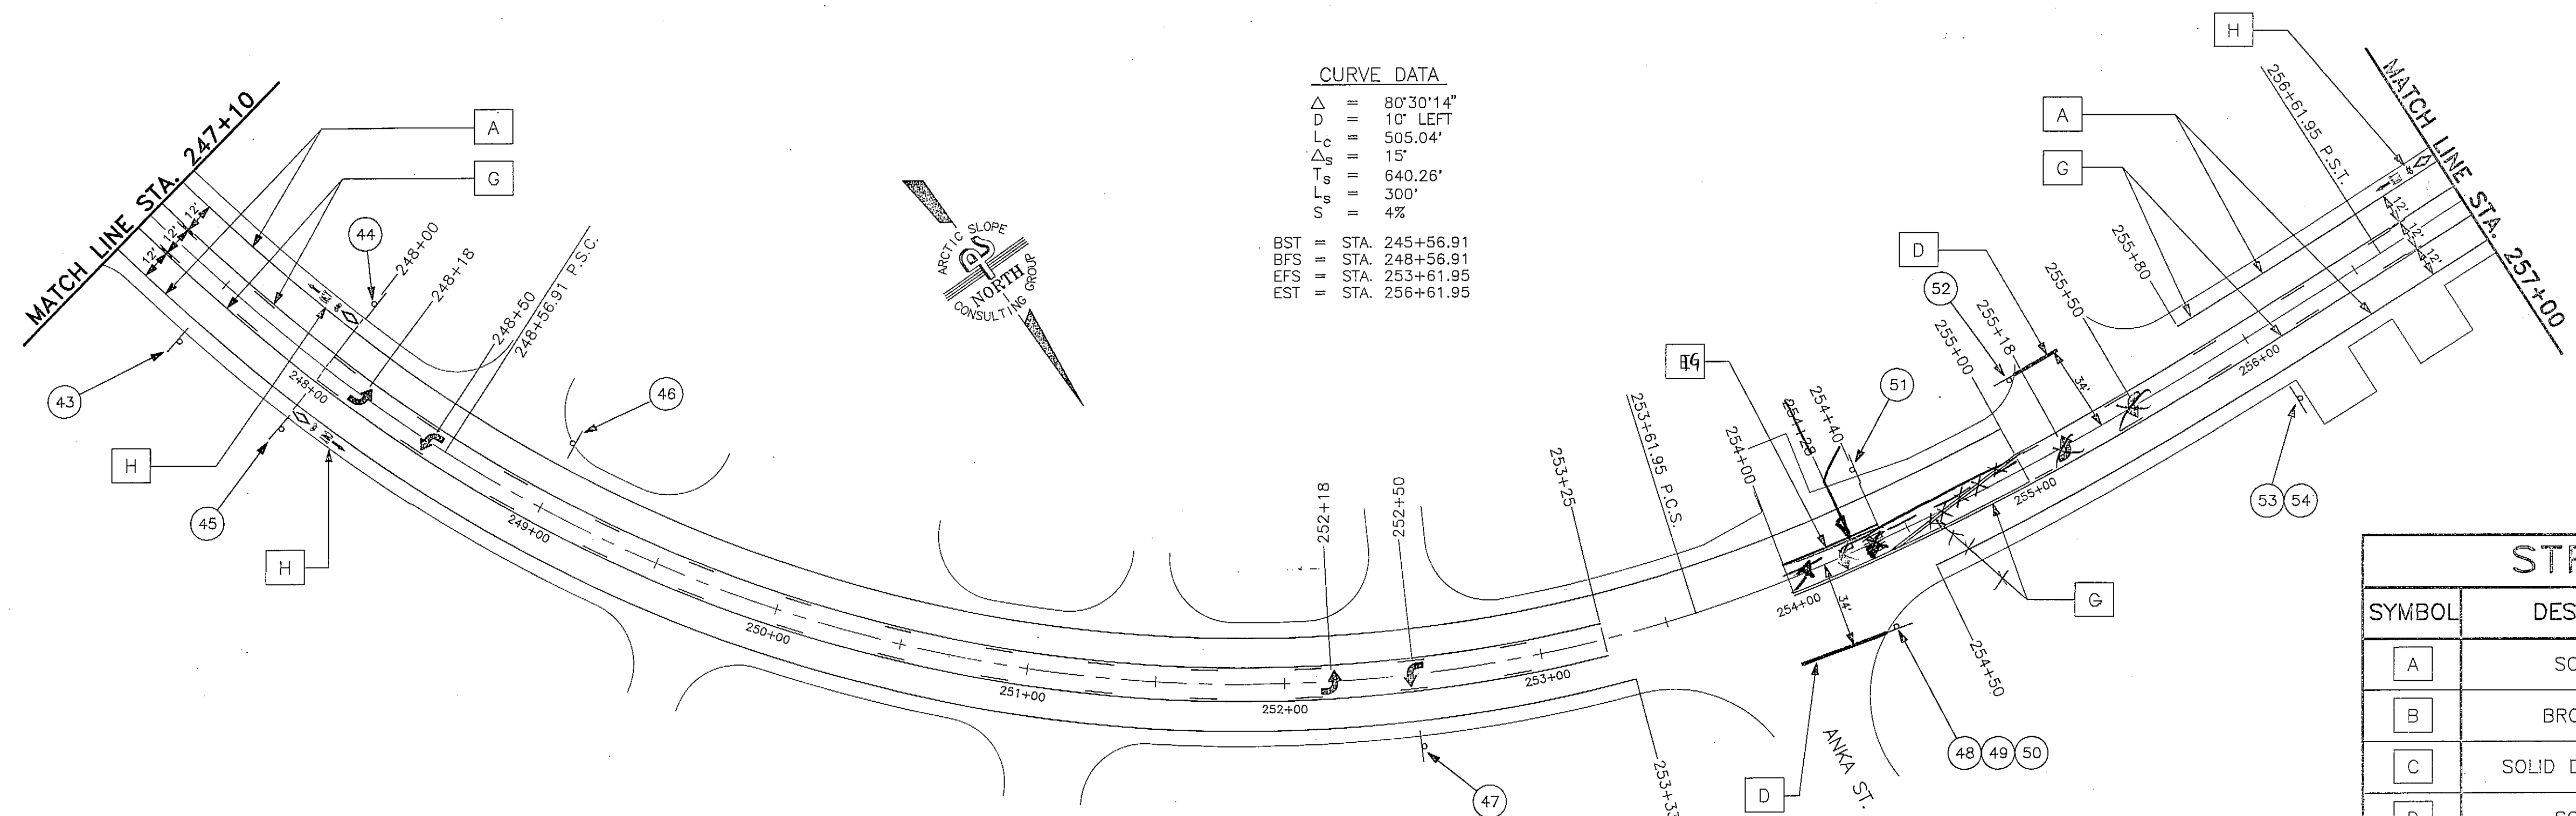 MATCH LINE STA. 247+10
12'
12'
12'
A
G
44
248+00
248+18
248+50
248+56.91 P.S.C.
43
248+00
H
45
H
46
249+00
250+00
251+00
252+00
253+00
CURVE DATA
Δ = 80°30'14"
D = 10° LEFT
Lc = 505.04'
Δs = 15°
Ts = 640.26'
Ls = 300'
S = 4%
BST = STA. 245+56.91
BFS = STA. 248+56.91
EFS = STA. 253+61.95
EST = STA. 256+61.95
ARCTIC SLOPE
NORTH
CONSULTING GROUP
252+18
252+50
253+25
253+61.95 P.C.S.
47
254+00
254+28
254+40
51
254+00
34'
D
ANKA ST.
48 49 50
254+50
G
255+00
D
52
255+00
255+18
34'
255+50
255+80
53 54
256+00
A
G
H
256+61.95 P.S.T.
12'
12'
12'
MATCH LINE STA. 257+00
SYMBOL
A
B
C
SOLID